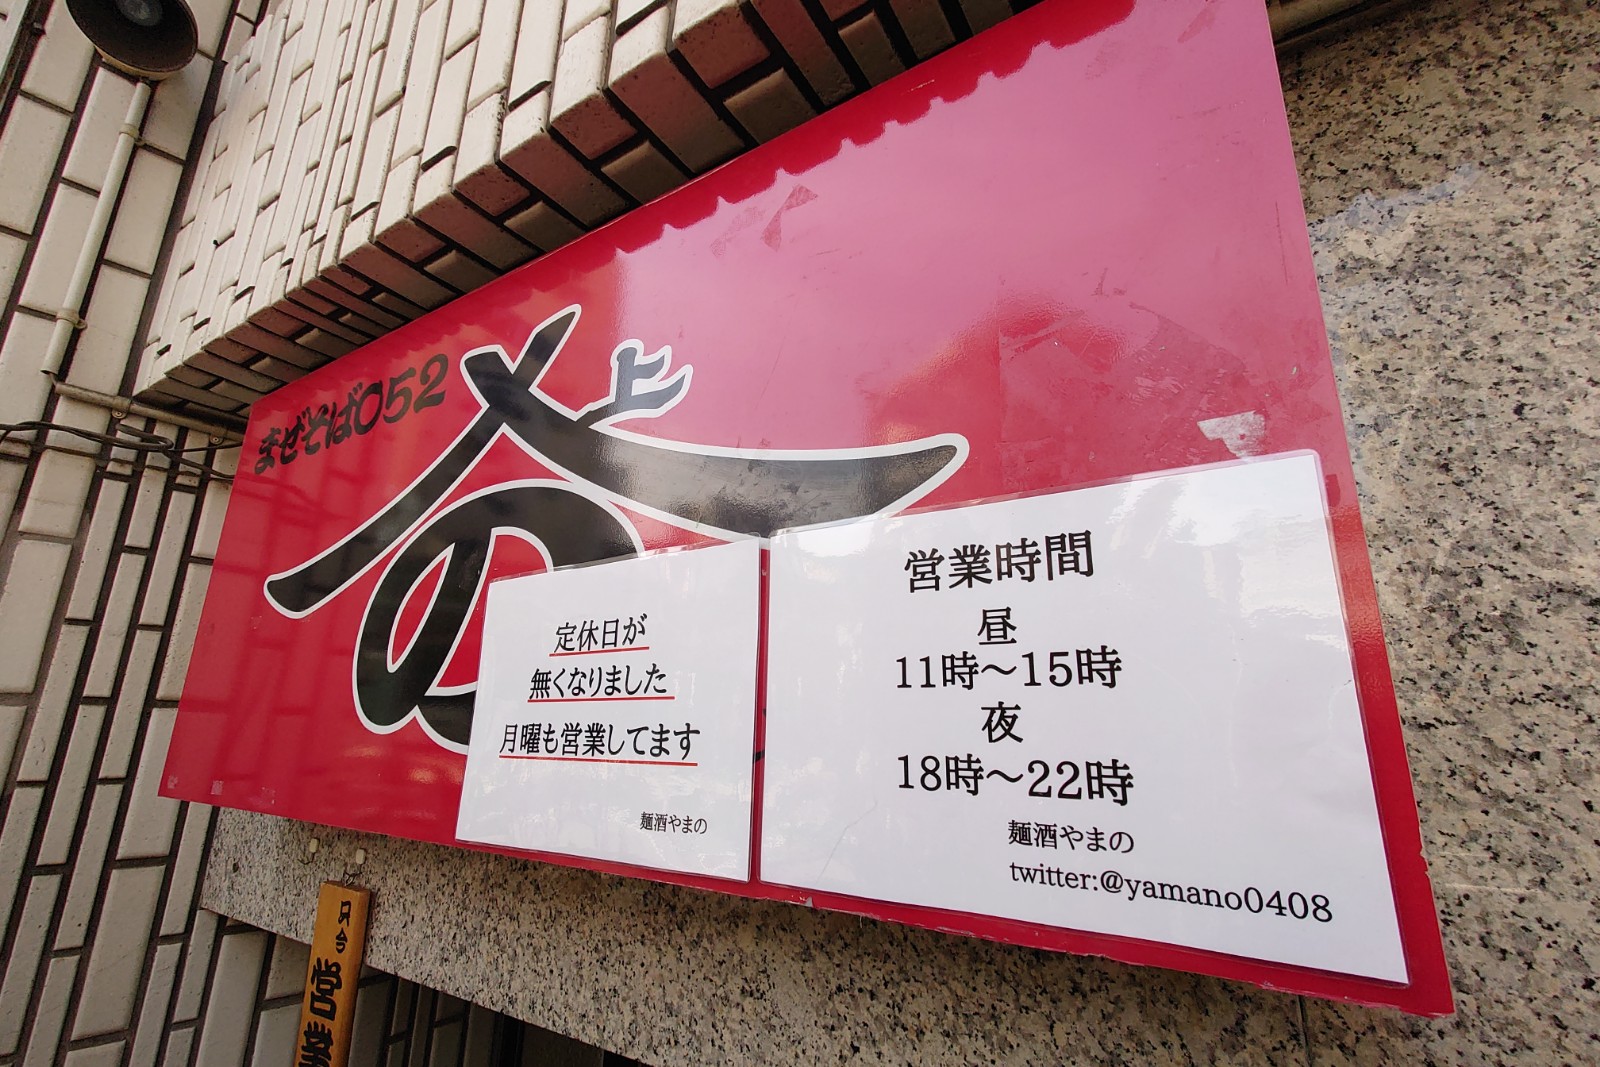 まぜそば052
上
の
定休日が
無くなりました
月曜も営業してます
麺酒やまの
営業時間
昼
11時～15時
夜
18時～22時
麺酒やまの
twitter:@yamano0408
只今
営業